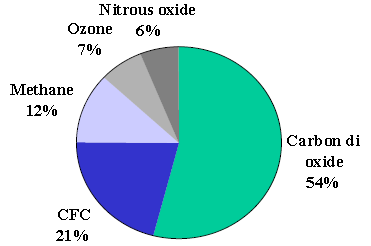 Nitrous oxide
6%
Ozone
7%
Methane
12%
Carbon di
oxide
54%
CFC
21%